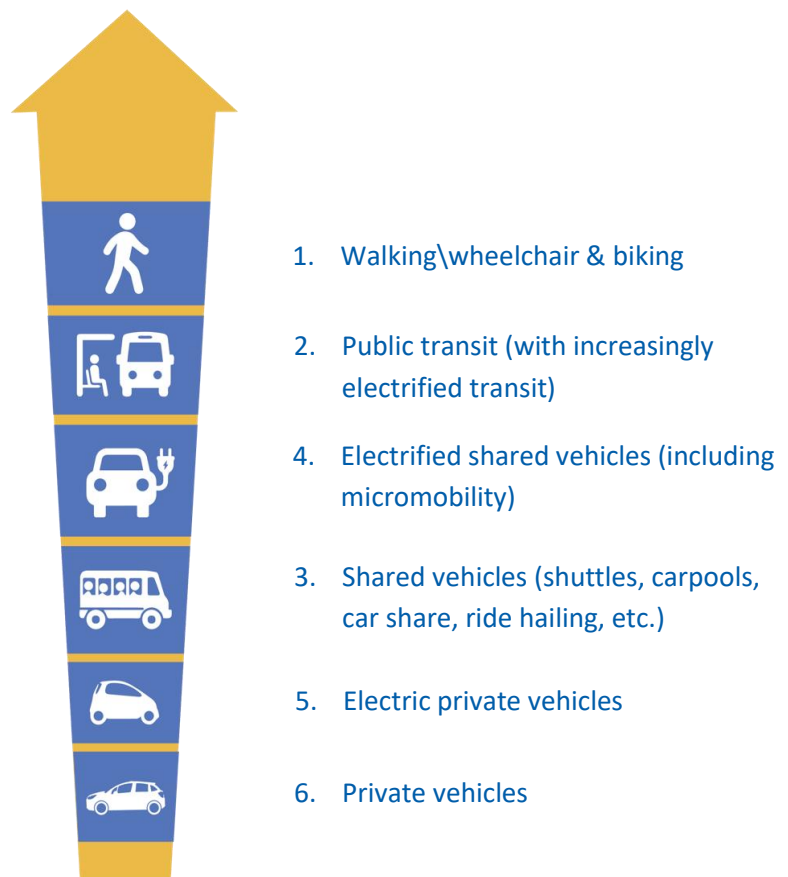 1. Walking\wheelchair & biking
2. Public transit (with increasingly
electrified transit)
4. Electrified shared vehicles (including
micromobility)
3. Shared vehicles (shuttles, carpools,
car share, ride hailing, etc.)
5. Electric private vehicles
6. Private vehicles